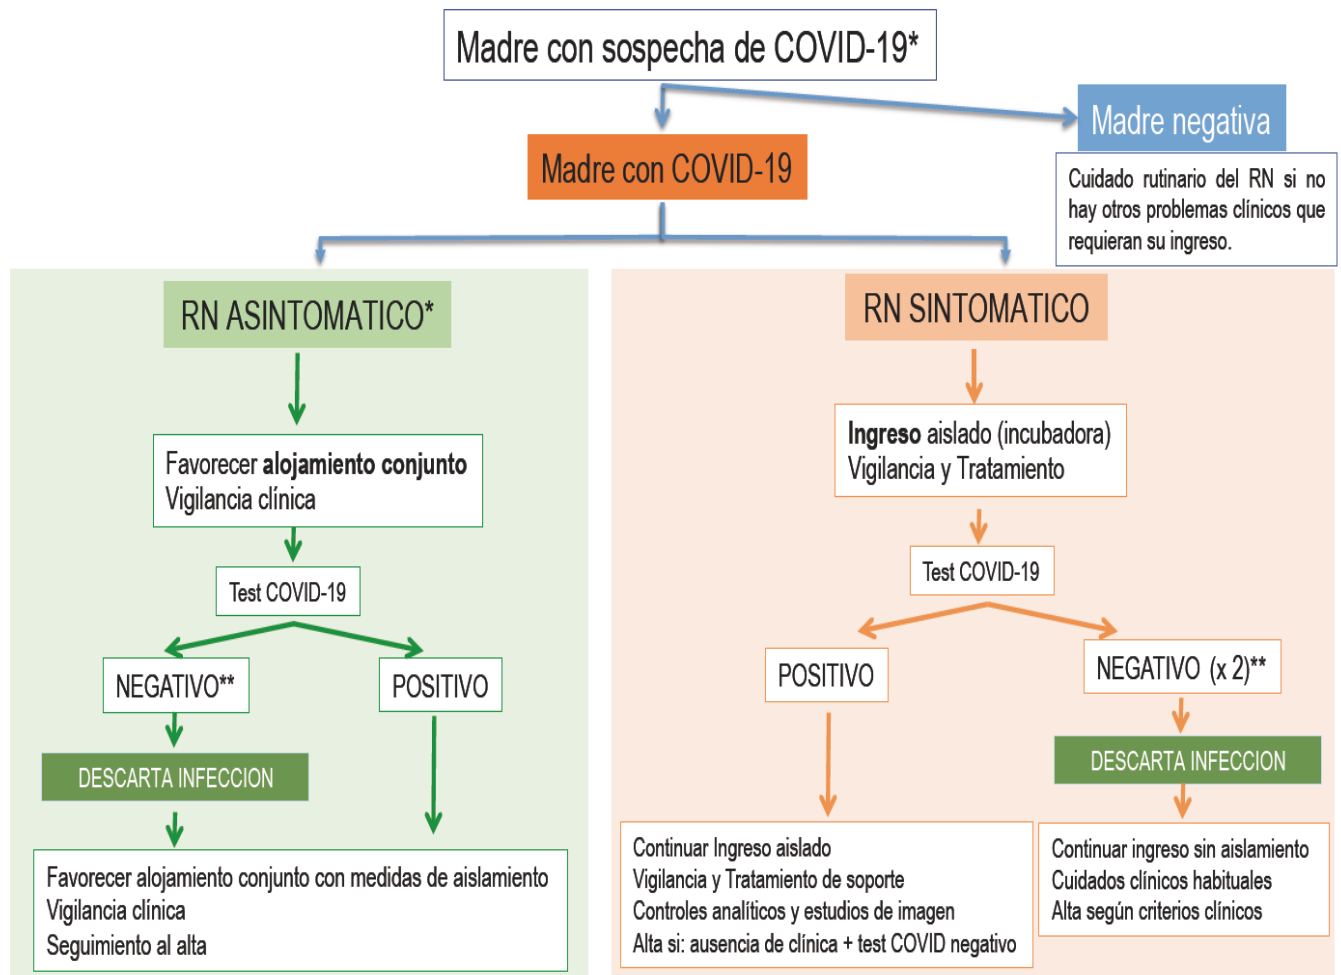 Madre con sospecha de COVID-19*
Madre negativa
Cuidado rutinario del RN si no
hay otros problemas clínicos que
requieran su ingreso.
Madre con COVID-19
RN ASINTOMATICO*
Favorecer alojamiento conjunto
Vigilancia clínica
Test COVID-19
NEGATIVO**
POSITIVO
DESCARTA INFECCION
Favorecer alojamiento conjunto con medidas de aislamiento
Vigilancia clínica
Seguimiento al alta
RN SINTOMATICO
Ingreso aislado (incubadora)
Vigilancia y Tratamiento
Test COVID-19
POSITIVO
NEGATIVO (x 2)**
DESCARTA INFECCION
Continuar Ingreso aislado
Vigilancia y Tratamiento de soporte
Controles analíticos y estudios de imagen
Alta si: ausencia de clínica + test COVID negativo
Continuar ingreso sin aislamiento
Cuidados clínicos habituales
Alta según criterios clínicos